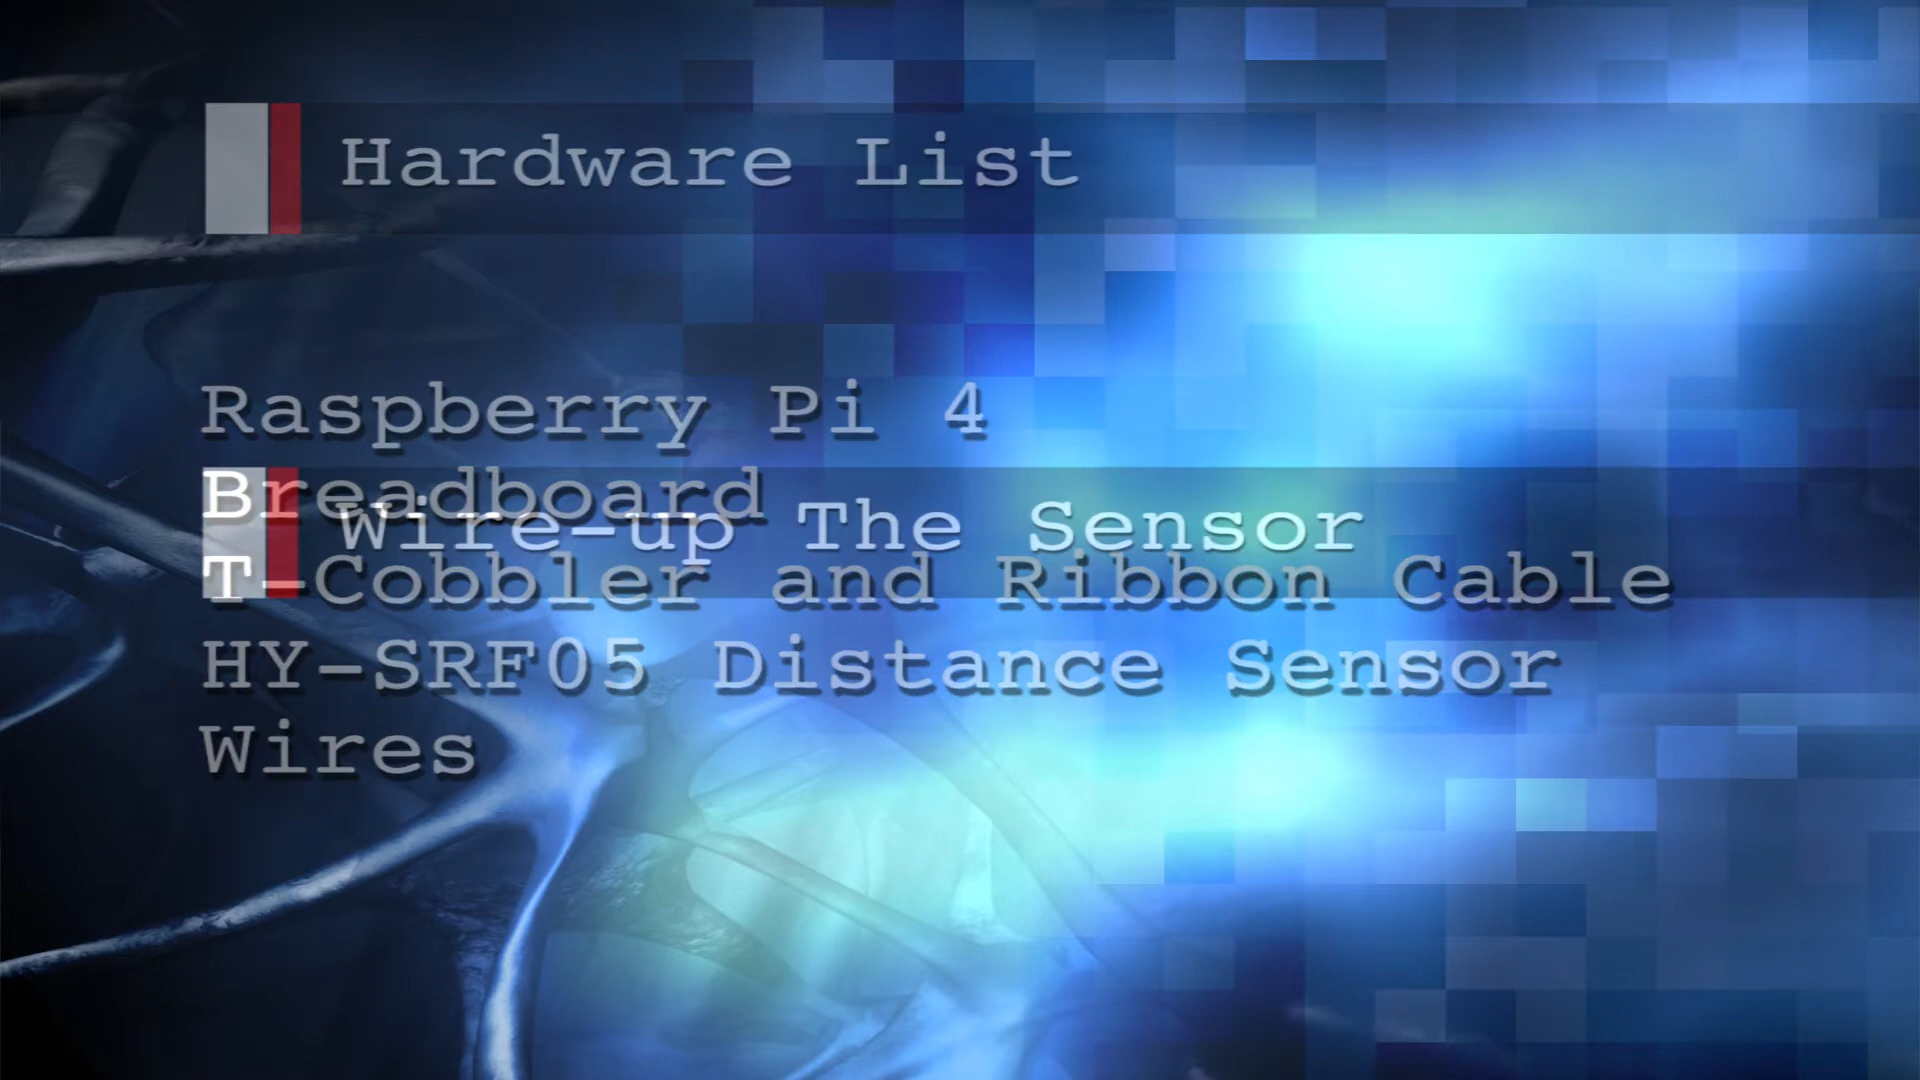 Hardware List
Raspberry Pi 4
Breadboard
Wire-up The Sensor
T-Cobbler and Ribbon Cable
HY-SRF05 Distance Sensor
Wires